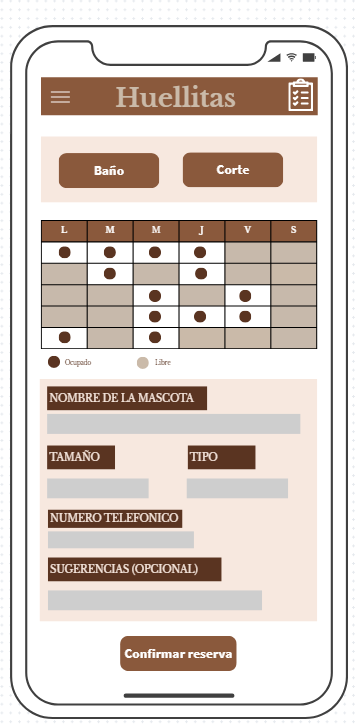 Huellitas
Baño Corte
L M M J V S
Ocupado Libre
NOMBRE DE LA MASCOTA
TAMAÑO TIPO
NUMERO TELEFONICO
SUGERENCIAS (OPCIONAL)
Confirmar reserva